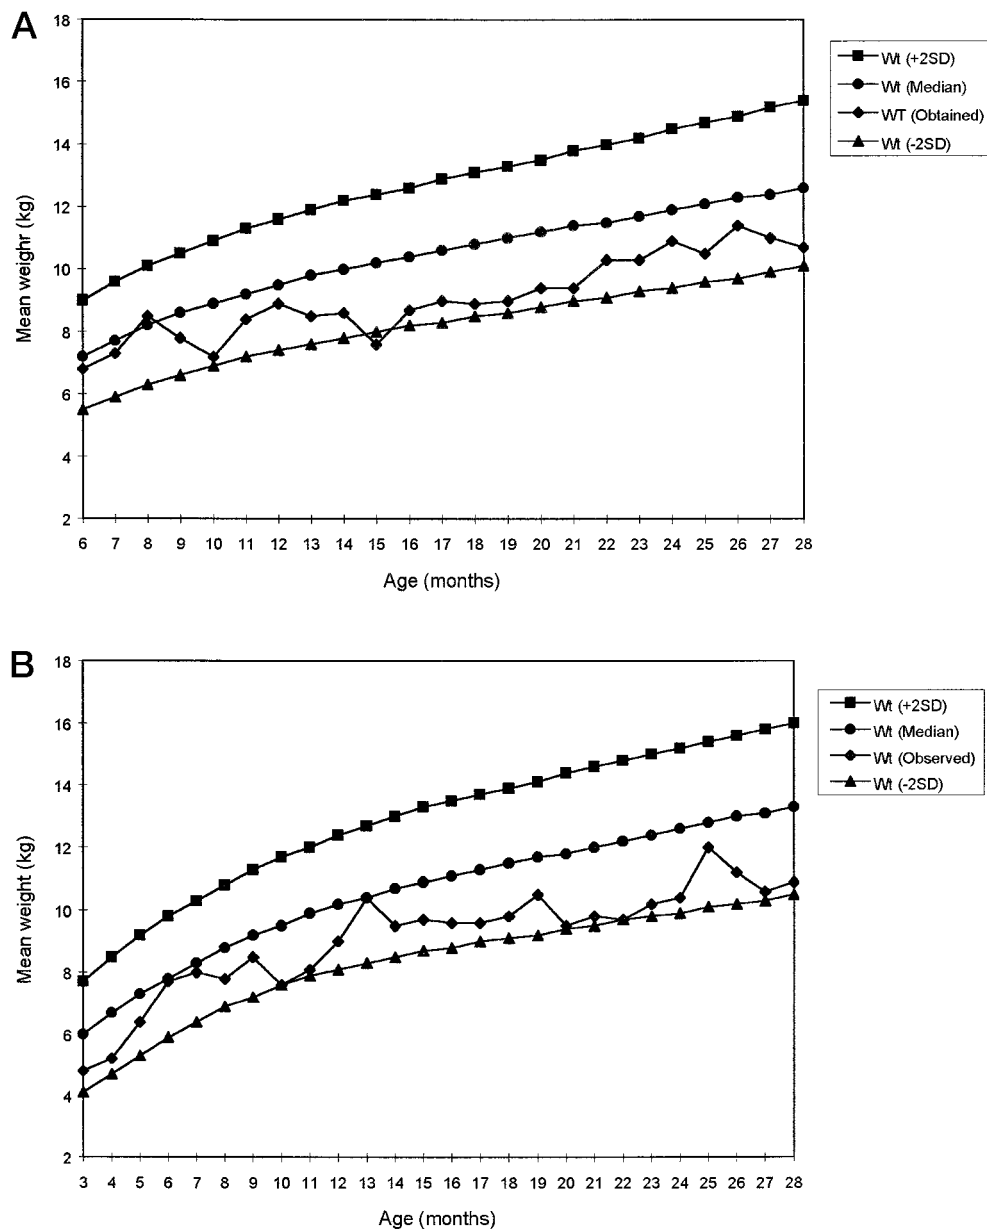 A
18
16
14
12
10
8
6
4
2
Mean weighr (kg)
6 7 8 9 10 11 12 13 14 15 16 17 18 19 20 21 22 23 24 25 26 27 28
Age (months)
Wt (+2SD)
Wt (Median)
WT (Obtained)
Wt (-2SD)
B
18
16
14
12
10
8
6
4
2
Mean weight (kg)
3 4 5 6 7 8 9 10 11 12 13 14 15 16 17 18 19 20 21 22 23 24 25 26 27 28
Age (months)
Wt (+2SD)
Wt (Median)
Wt (Observed)
Wt (-2SD)